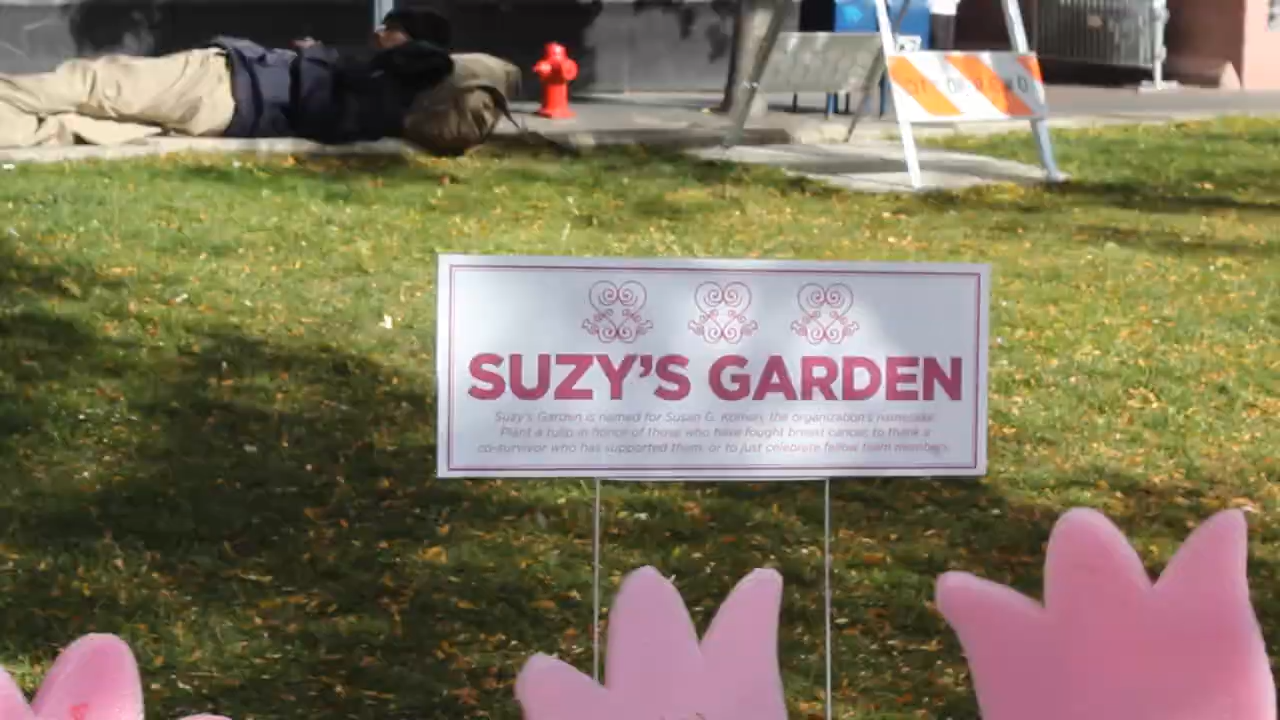 SUZY'S GARDEN
Suzy's Garden is named for Susan G. Komen, the organization's namesake.
Plant a tulip in honor of those who have fought breast cancer, to thank a
co-survivor who has supported them, or to just celebrate fellow team members.